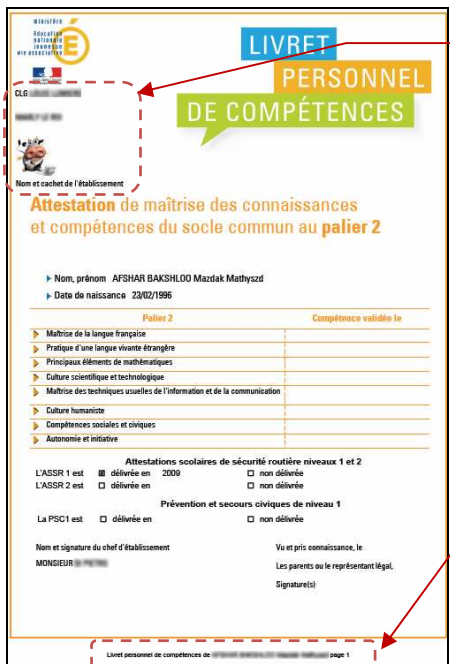 MINISTÈRE
éducation
nationale
jeunesse
vie associative
LIVRET
PERSONNEL
DE COMPÉTENCES
CLG
Nom et cachet de l'établissement
Attestation de maîtrise des connaissances
et compétences du socle commun au palier 2
Nom, prénom AFSHAR BAKSHLOO Mazdak Mathyszd
Date de naissance 23/02/1996
Palier 2 Compétence validée le
Maîtrise de la langue française
Pratique d'une langue vivante étrangère
Principaux éléments de mathématiques
Culture scientifique et technologique
Maîtrise des techniques usuelles de l'information et de la communication
Culture humaniste
Compétences sociales et civiques
Autonomie et initiative
Attestations scolaires de sécurité routière niveaux 1 et 2
L'ASSR 1 est délivrée en 2009 non délivrée
L'ASSR 2 est délivrée en non délivrée
Prévention et secours civiques de niveau 1
La PSC1 est délivrée en non délivrée
Nom et signature du chef d'établissement Vu et pris connaissance, le
MONSIEUR Les parents ou le représentant légal,
Signature(s)
Livret personnel de compétences de page 1